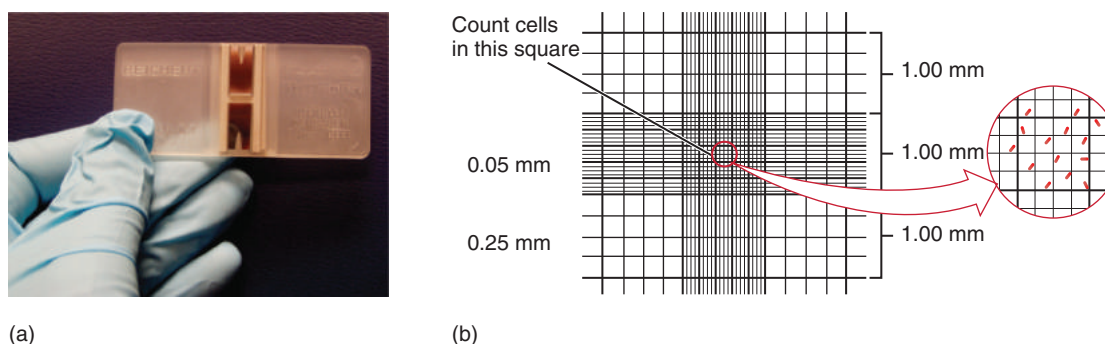 REICHERT
Count cells
in this square
1.00 mm
0.05 mm
1.00 mm
0.25 mm
1.00 mm
(a)
(b)